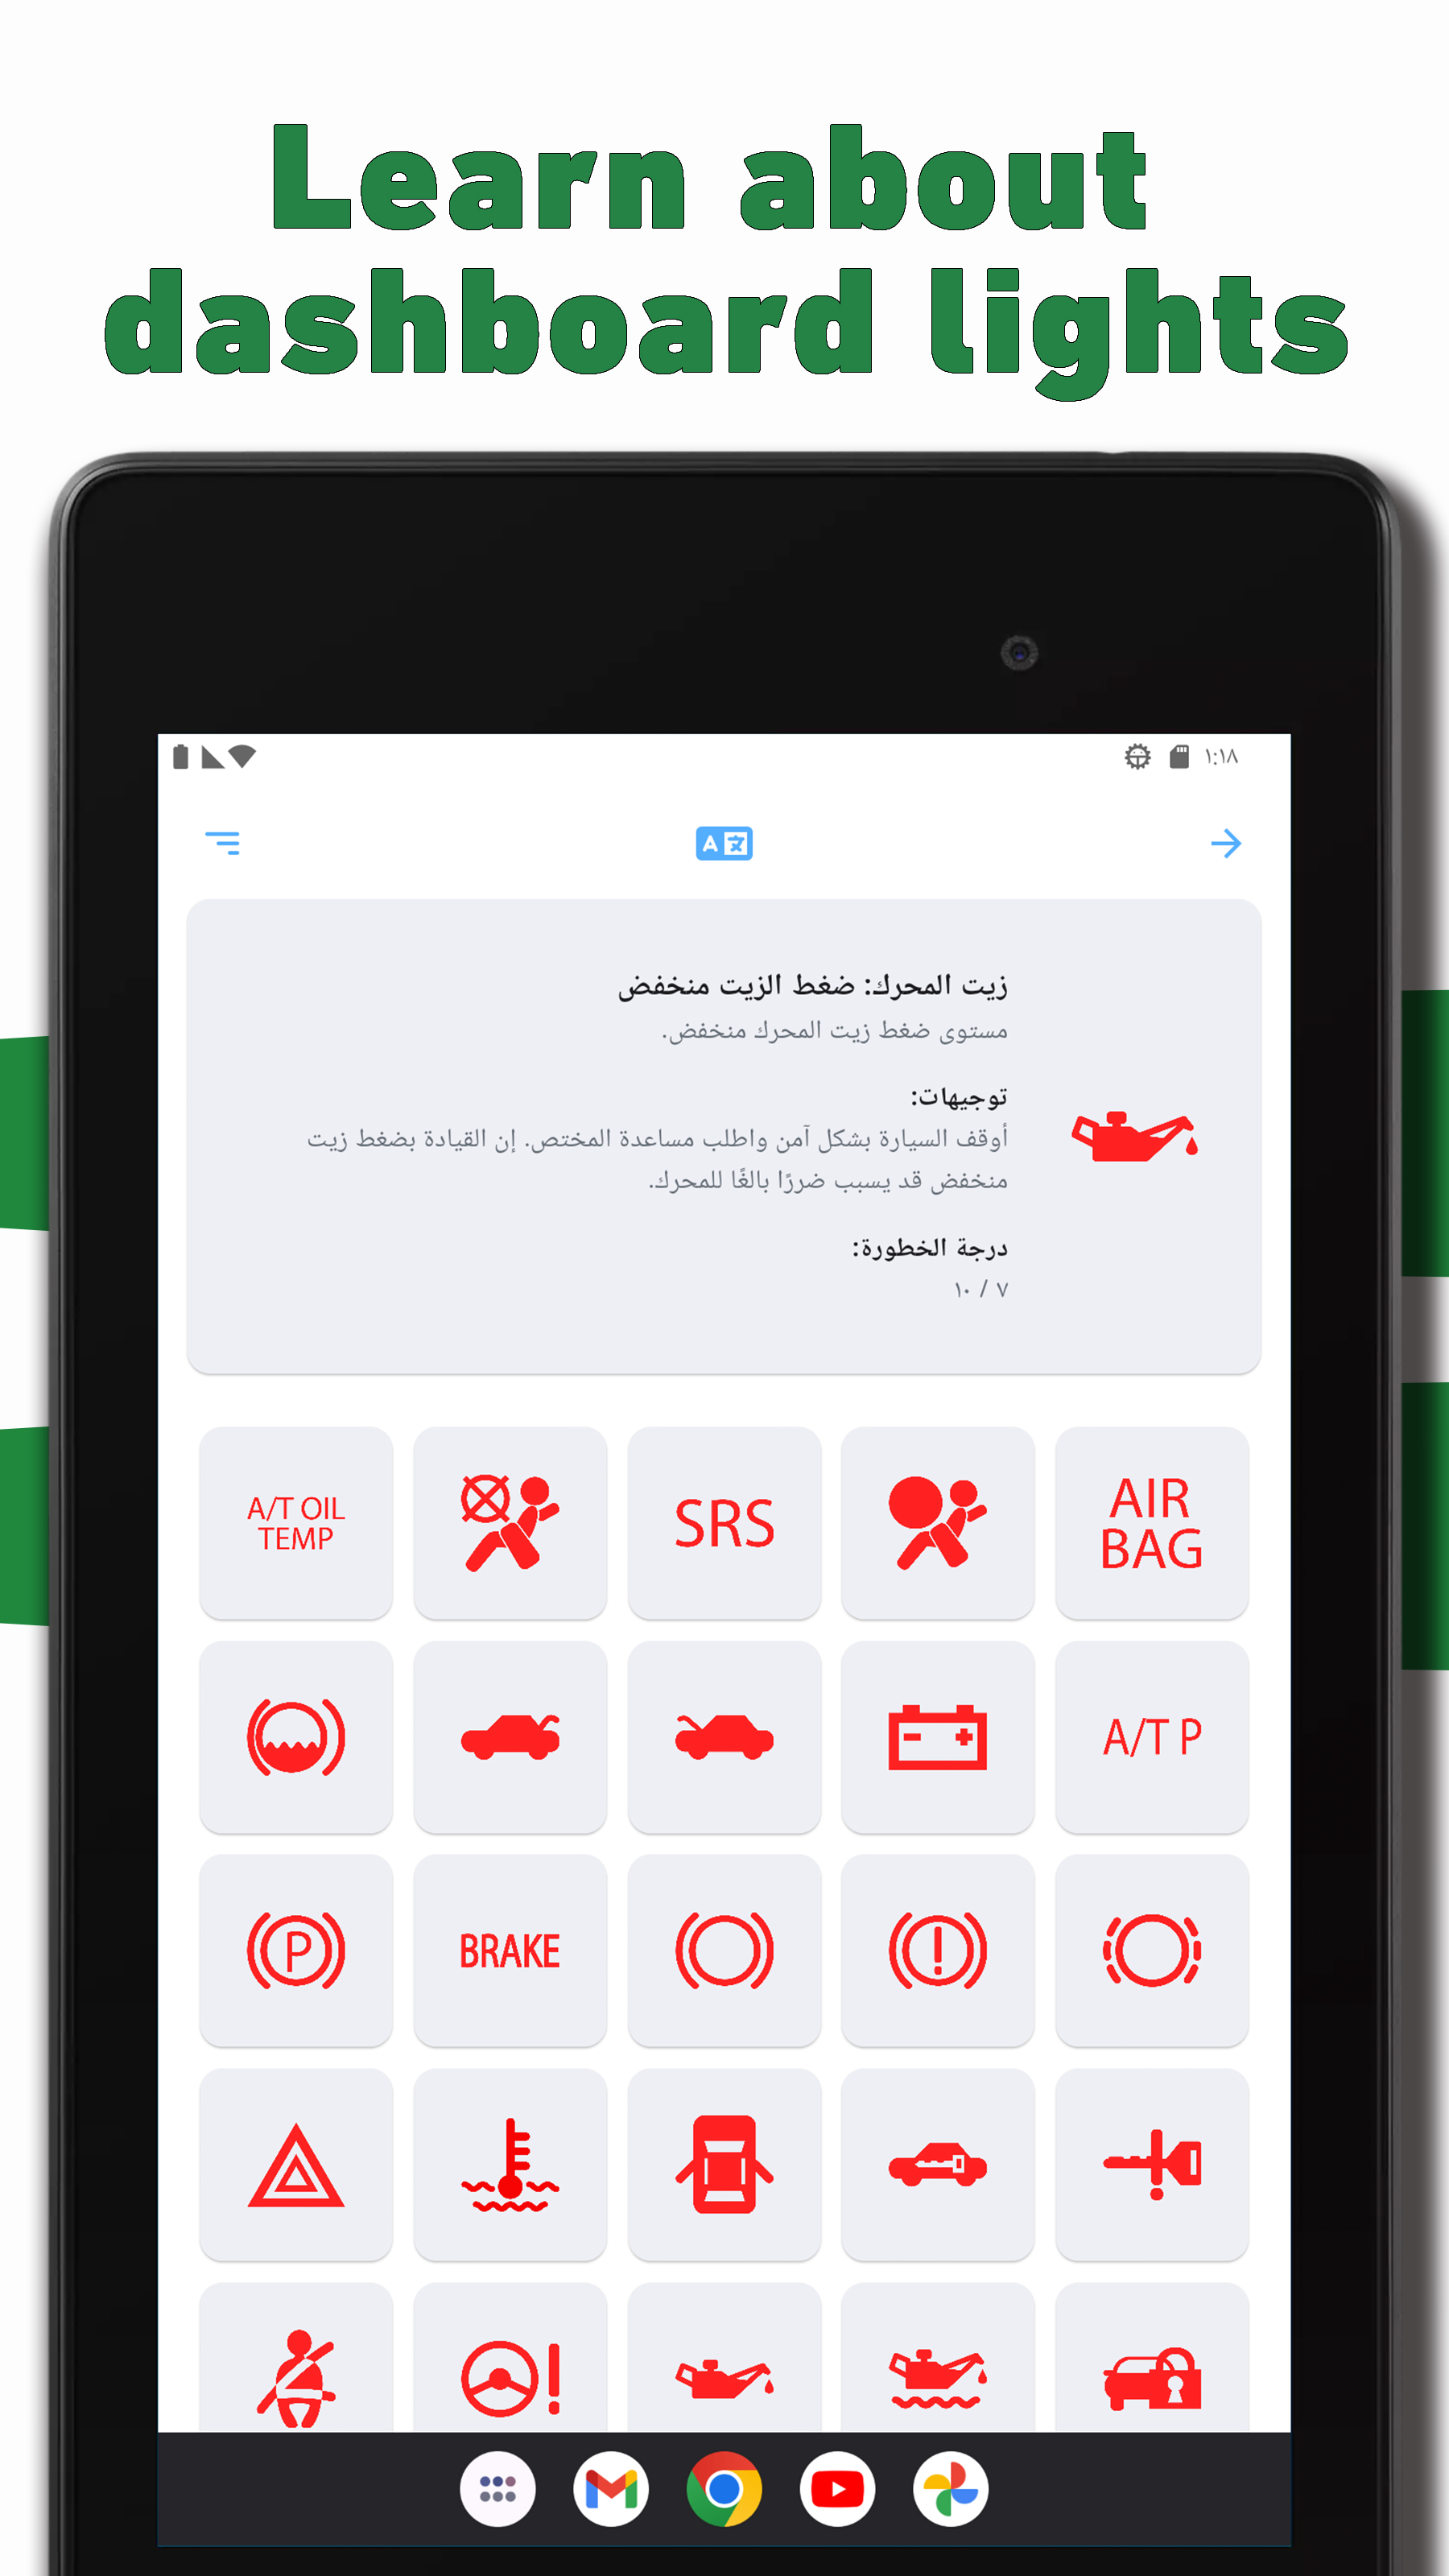 Learn about
dashboard lights
١:١٨
زيت المحرك: ضغط الزيت منخفض
مستوى ضغط زيت المحرك منخفض.
توجيهات:
أوقف السيارة بشكل آمن واطلب مساعدة المختص. إن القيادة بضغط زيت
منخفض قد يسبب ضررًا بالغًا للمحرك.
درجة الخطورة:
٧ / ١٠
A/T OIL
TEMP
SRS
AIR
BAG
A/T P
P
BRAKE